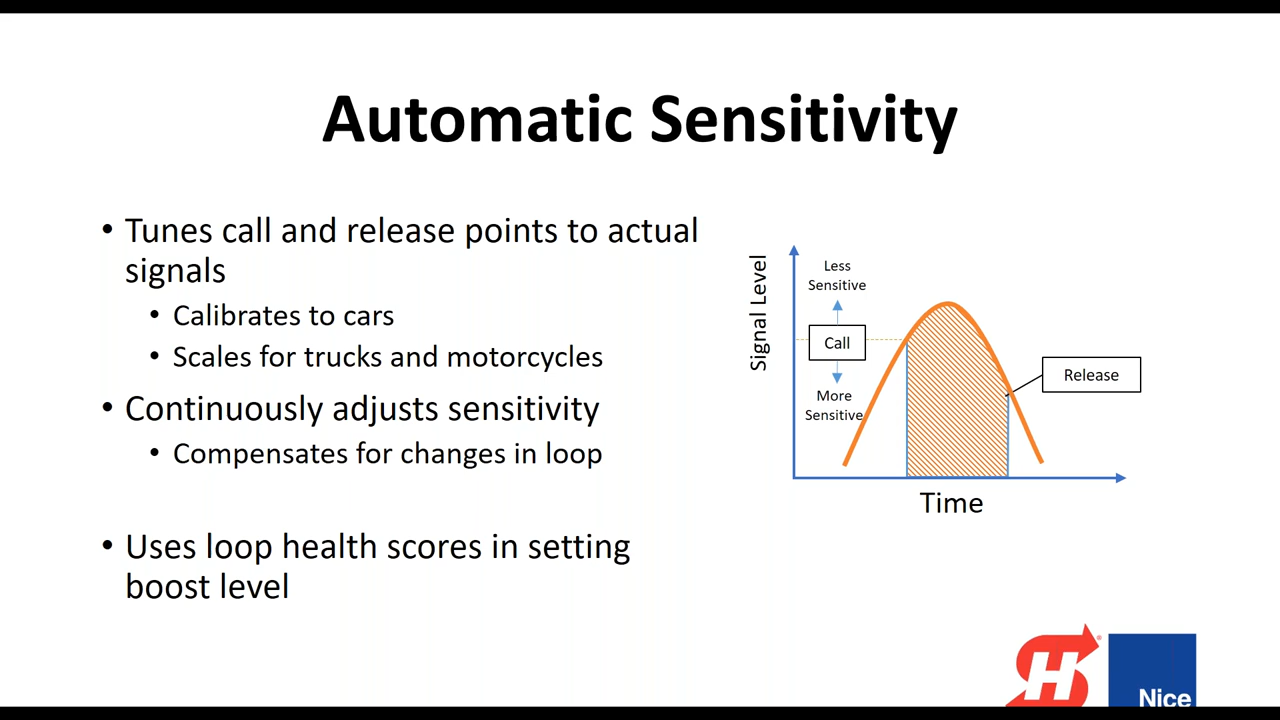 Automatic Sensitivity
• Tunes call and release points to actual
signals
• Calibrates to cars
• Scales for trucks and motorcycles
• Continuously adjusts sensitivity
• Compensates for changes in loop
• Uses loop health scores in setting
boost level
Signal Level
Less
Sensitive
Call
More
Sensitive
Release
Time
H®
Nice